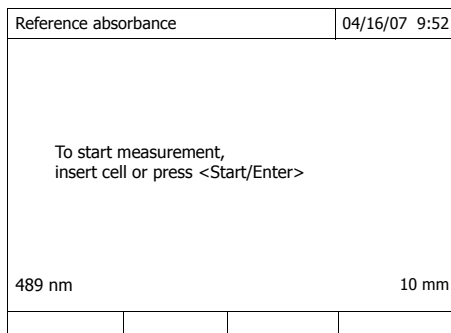 Reference absorbance
04/16/07 9:52
To start measurement,
insert cell or press <Start/Enter>
489 nm
10 mm